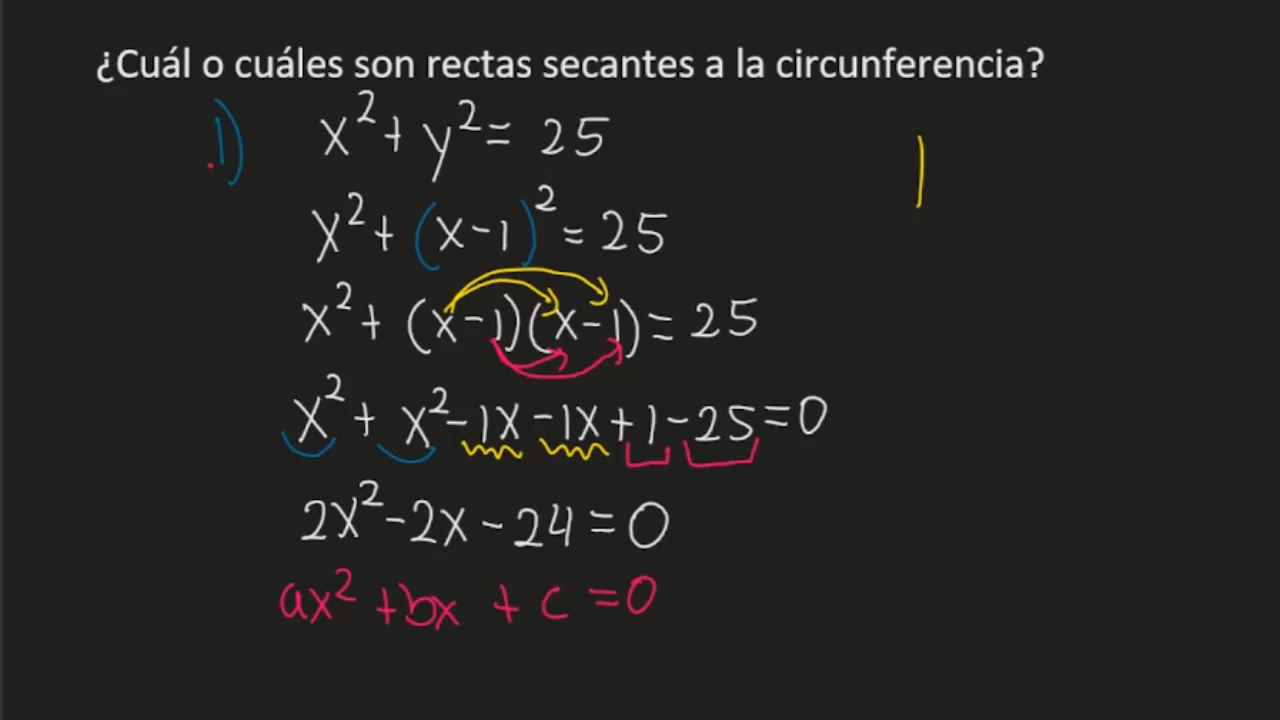 ¿Cuál o cuáles son rectas secantes a la circunferencia?
.1) x² + y² = 25
x² + (x-1)² = 25
x² + (x-1)(x-1) = 25
x² + x² -1x -1x +1 -25 = 0
2x² -2x -24 = 0
ax² +bx + c = 0